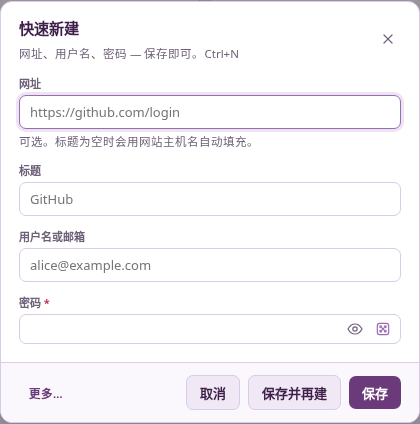 快速新建
网址、用户名、密码 — 保存即可。Ctrl+N
网址
https://github.com/login
可选。标题为空时会用网站主机名自动填充。
标题
GitHub
用户名或邮箱
alice@example.com
密码 *
更多... 取消 保存并再建 保存